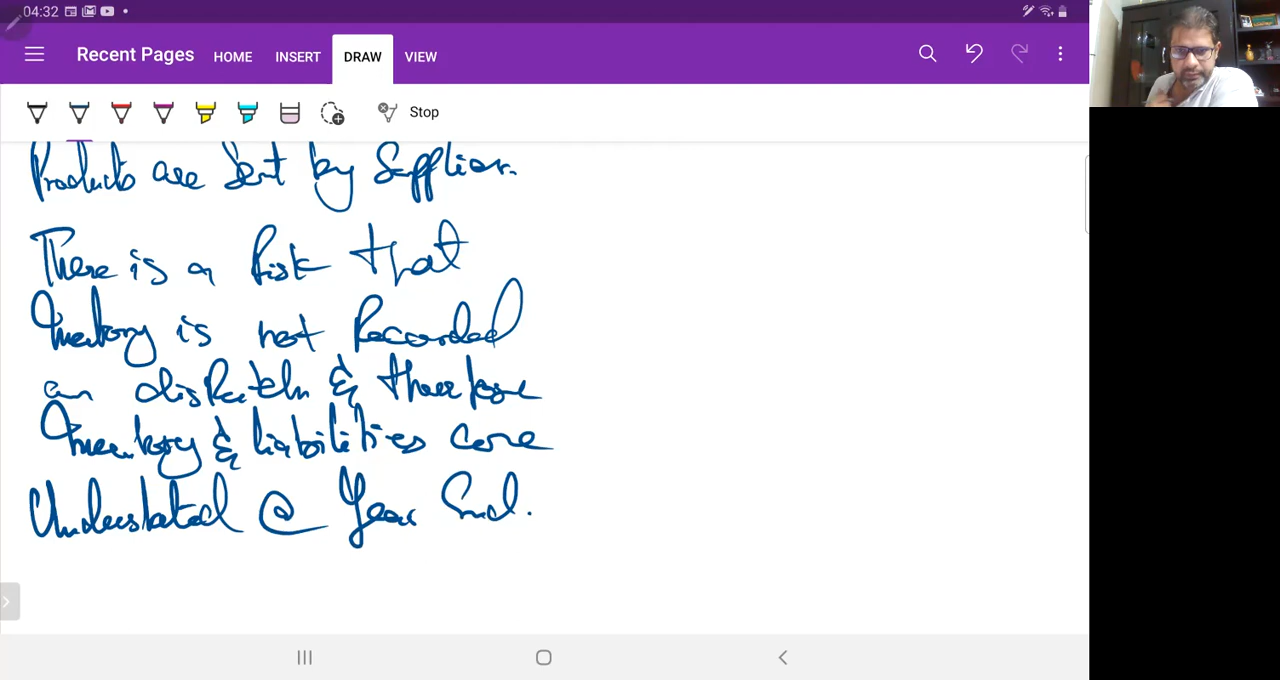 04:32
Recent Pages HOME INSERT DRAW VIEW
Stop
Products are Sent by Supplier.
There is a Risk that
Inventory is not Recorded
on dispatch & therefore
Inventory & liabilities are
Understated @ Year End.